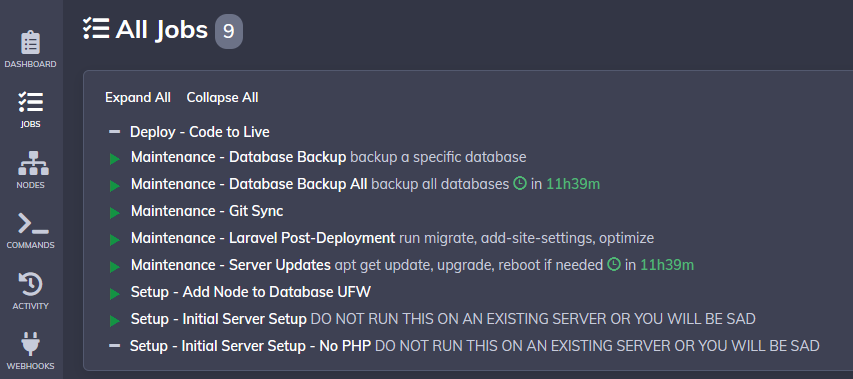 All Jobs 9
DASHBOARD
JOBS
NODES
COMMANDS
ACTIVITY
WEBHOOKS
Expand All Collapse All
Deploy - Code to Live
Maintenance - Database Backup backup a specific database
Maintenance - Database Backup All backup all databases in 11h39m
Maintenance - Git Sync
Maintenance - Laravel Post-Deployment run migrate, add-site-settings, optimize
Maintenance - Server Updates apt get update, upgrade, reboot if needed in 11h39m
Setup - Add Node to Database UFW
Setup - Initial Server Setup DO NOT RUN THIS ON AN EXISTING SERVER OR YOU WILL BE SAD
Setup - Initial Server Setup - No PHP DO NOT RUN THIS ON AN EXISTING SERVER OR YOU WILL BE SAD